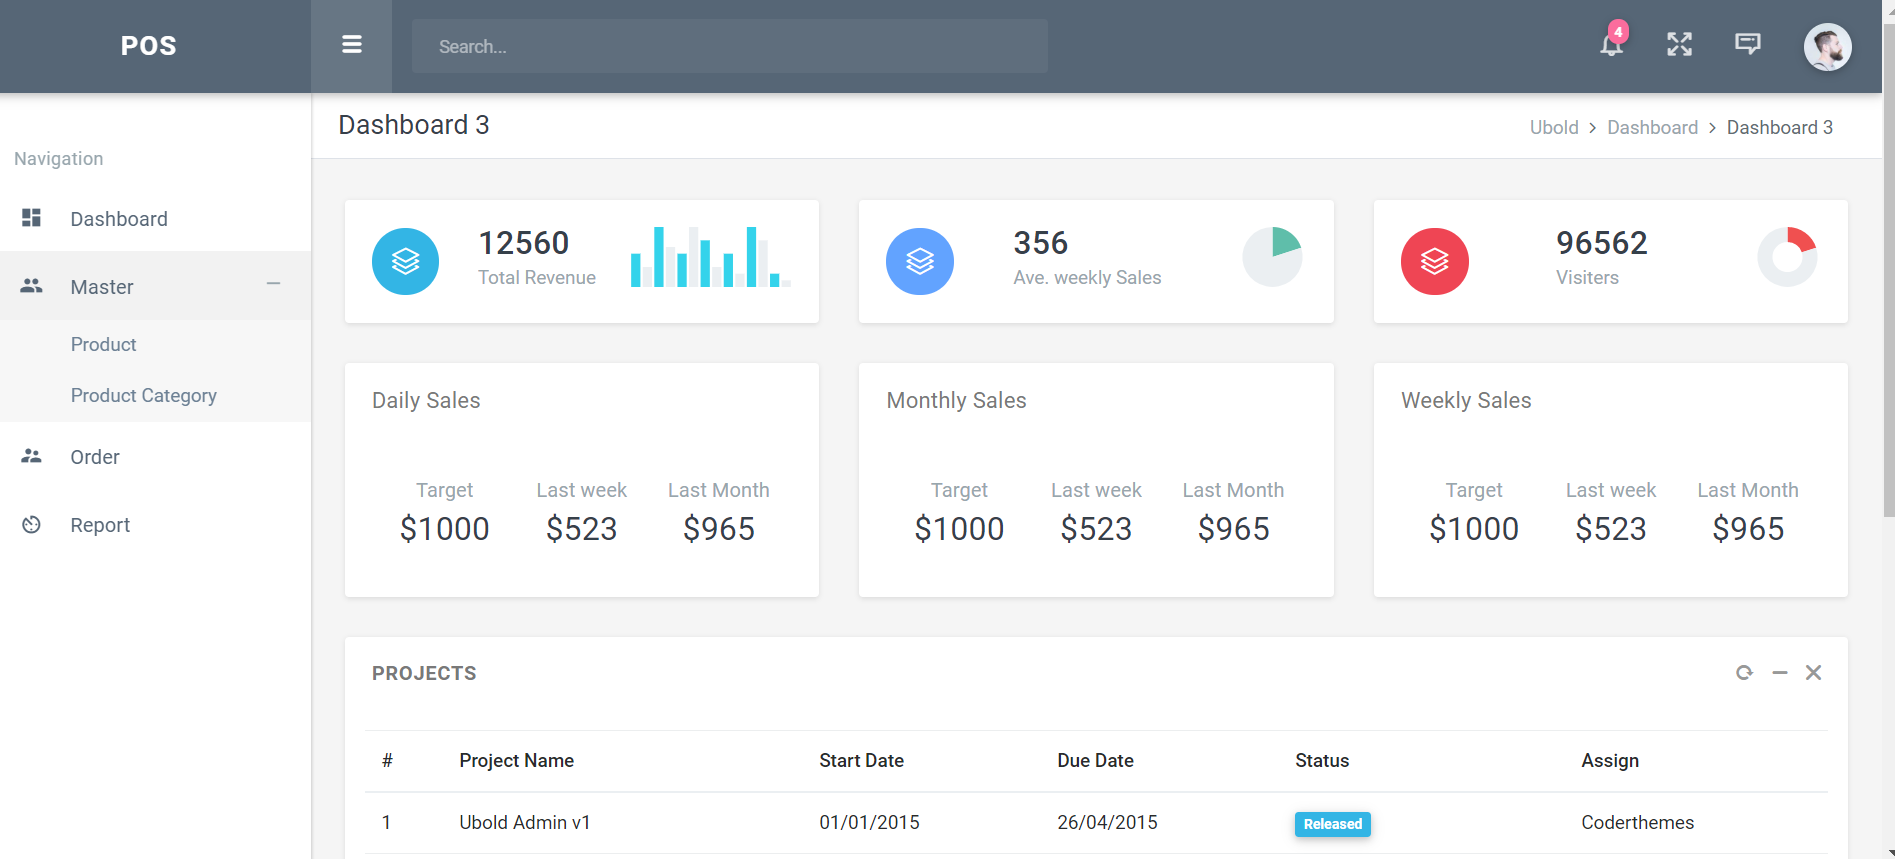 POS
Search...
4
Dashboard 3
Ubold > Dashboard > Dashboard 3
Navigation
Dashboard
Master
Product
Product Category
Order
Report
12560
Total Revenue
356
Ave. weekly Sales
96562
Visiters
Daily Sales
Target Last week Last Month
$1000 $523 $965
Monthly Sales
Target Last week Last Month
$1000 $523 $965
Weekly Sales
Target Last week Last Month
$1000 $523 $965
PROJECTS
# Project Name Start Date Due Date Status Assign
1 Ubold Admin v1 01/01/2015 26/04/2015 Released Coderthemes